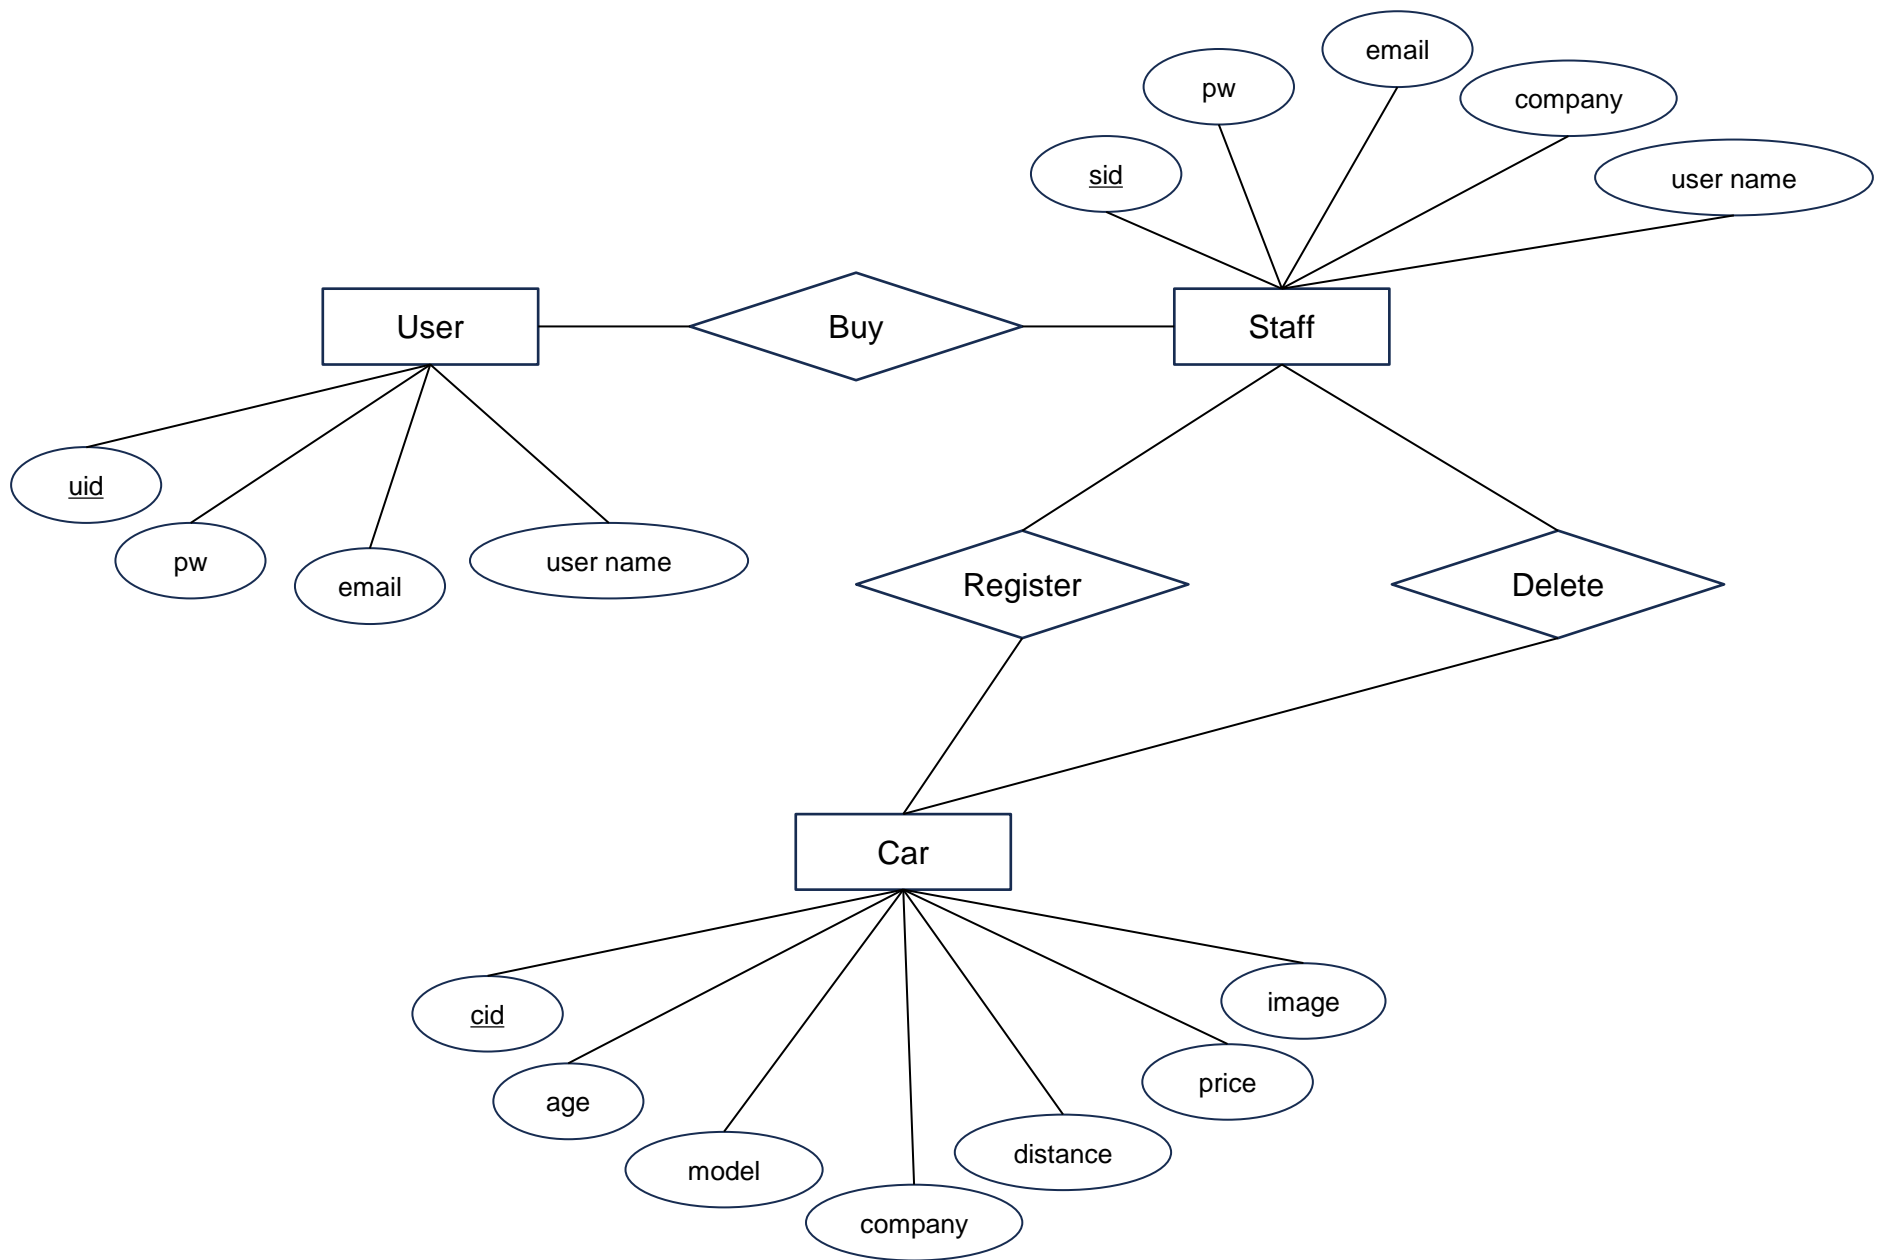 email
pw
company
sid
user name
User
Buy
Staff
uid
pw
email
user name
Register
Delete
Car
cid
image
age
price
model
distance
company